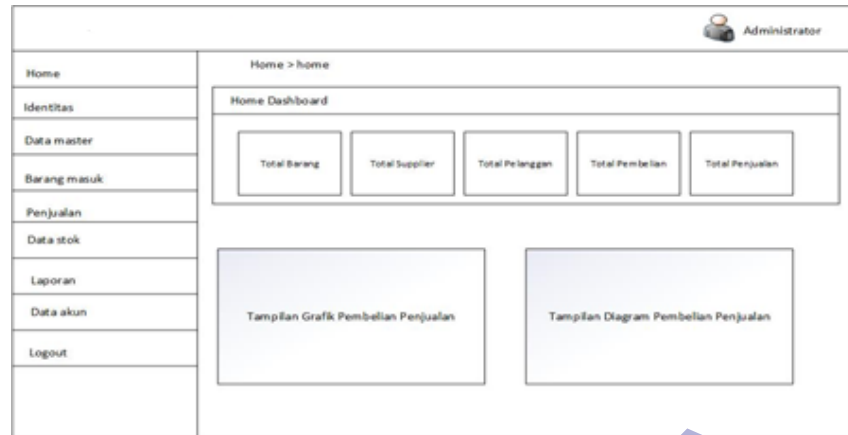 Administrator
Home
Identitas
Data master
Barang masuk
Penjualan
Data stok
Laporan
Data akun
Logout
Home > home
Home Dashboard
Total Barang
Total Supplier
Total Pelanggan
Total Pembelian
Total Penjualan
Tampilan Grafik Pembelian Penjualan
Tampilan Diagram Pembelian Penjualan